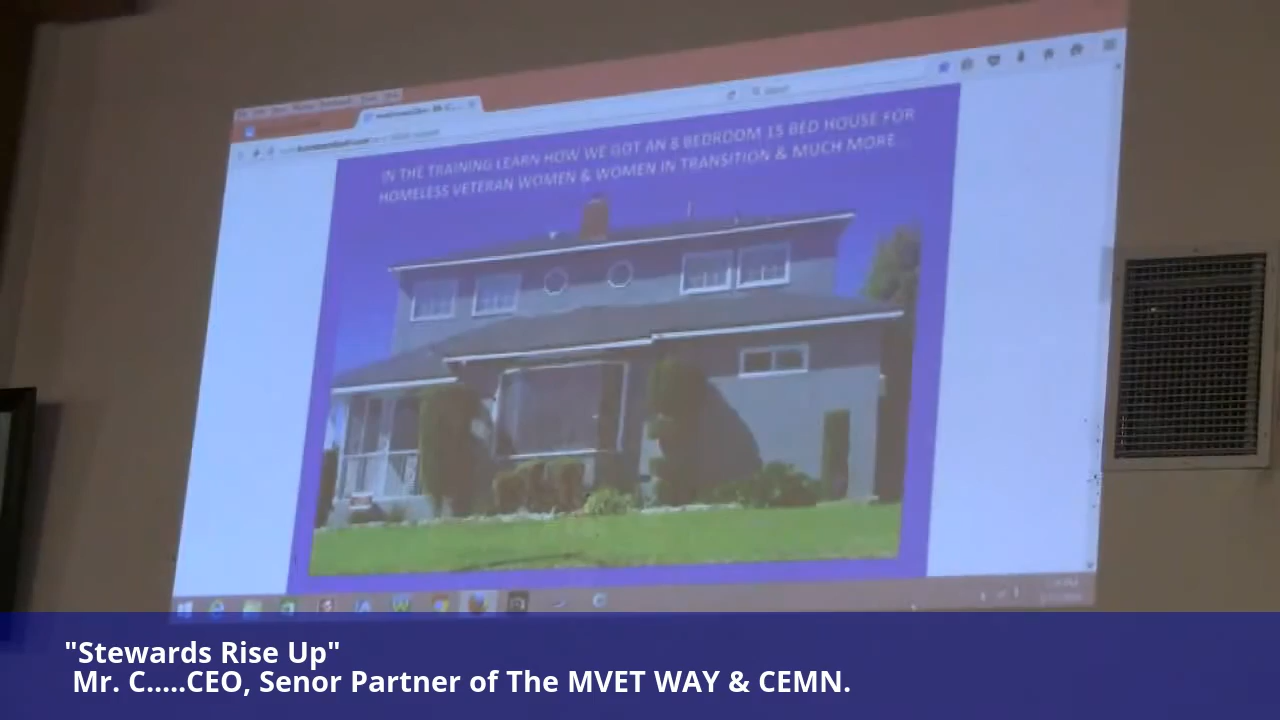 IN THE TRAINING LEARN HOW WE GOT AN 8 BEDROOM 15 BED HOUSE FOR
HOMELESS VETERAN WOMEN & WOMEN IN TRANSITION & MUCH MORE...
"Stewards Rise Up"
Mr. C.....CEO, Senor Partner of The MVET WAY & CEMN.